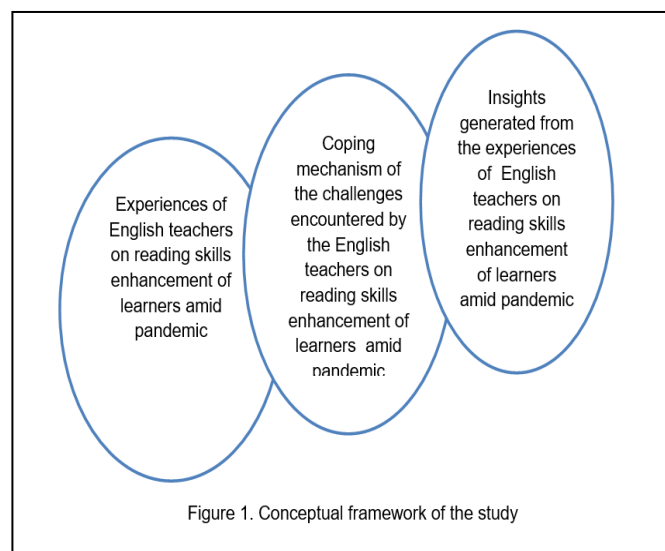 Experiences of
English teachers
on reading skills
enhancement of
learners amid
pandemic
Coping
mechanism of
the challenges
encountered by
the English
teachers on
reading skills
enhancement of
learners amid
pandemic
Insights
generated from
the experiences
of English
teachers on
reading skills
enhancement
of learners
amid pandemic
Figure 1. Conceptual framework of the study